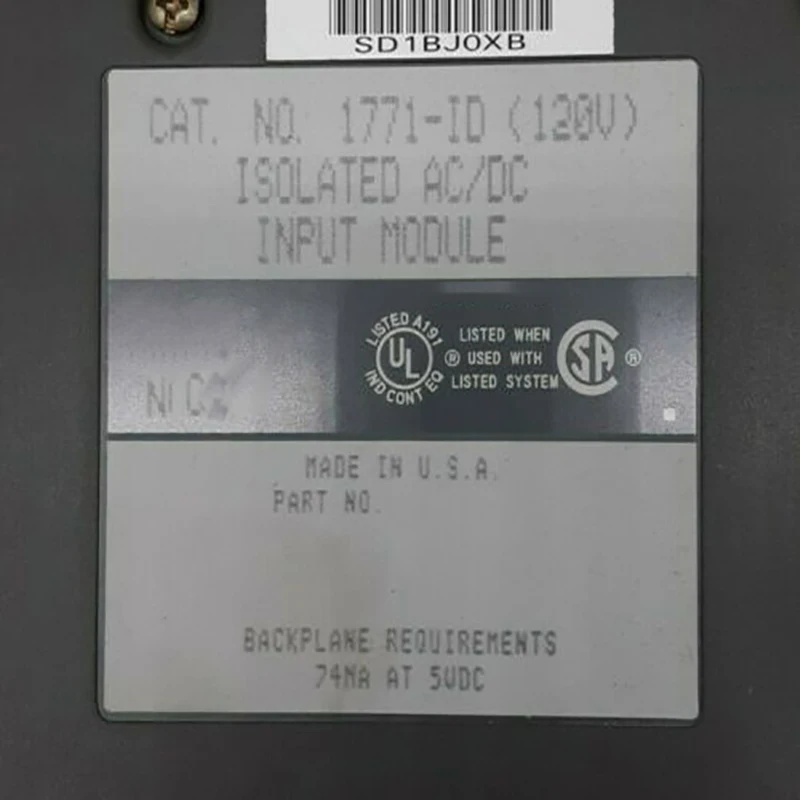 SD1BJ0XB
CAT. NO. 1771-ID (120V)
ISOLATED AC/DC
INPUT MODULE
LISTED A191
UL
IND CONT EQ
®
LISTED WHEN
USED WITH
LISTED SYSTEM
SA
®
MADE IN U.S.A.
PART NO.
BACKPLANE REQUIREMENTS
74MA AT 5VDC